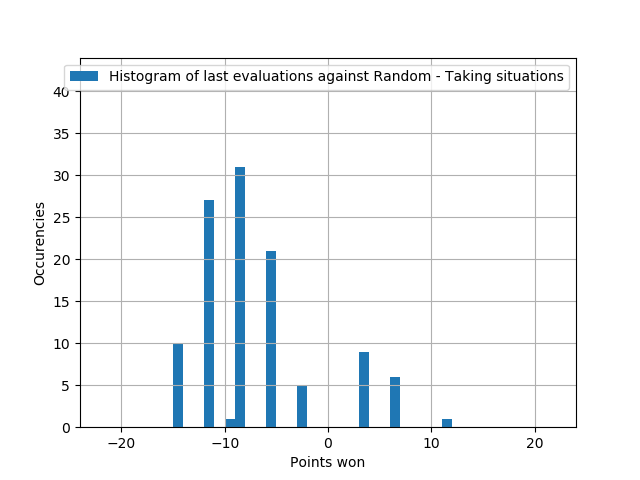 Histogram of last evaluations against Random - Taking situations
40
35
30
25
20
15
10
5
0
Occurencies
−20 −10 0 10 20
Points won